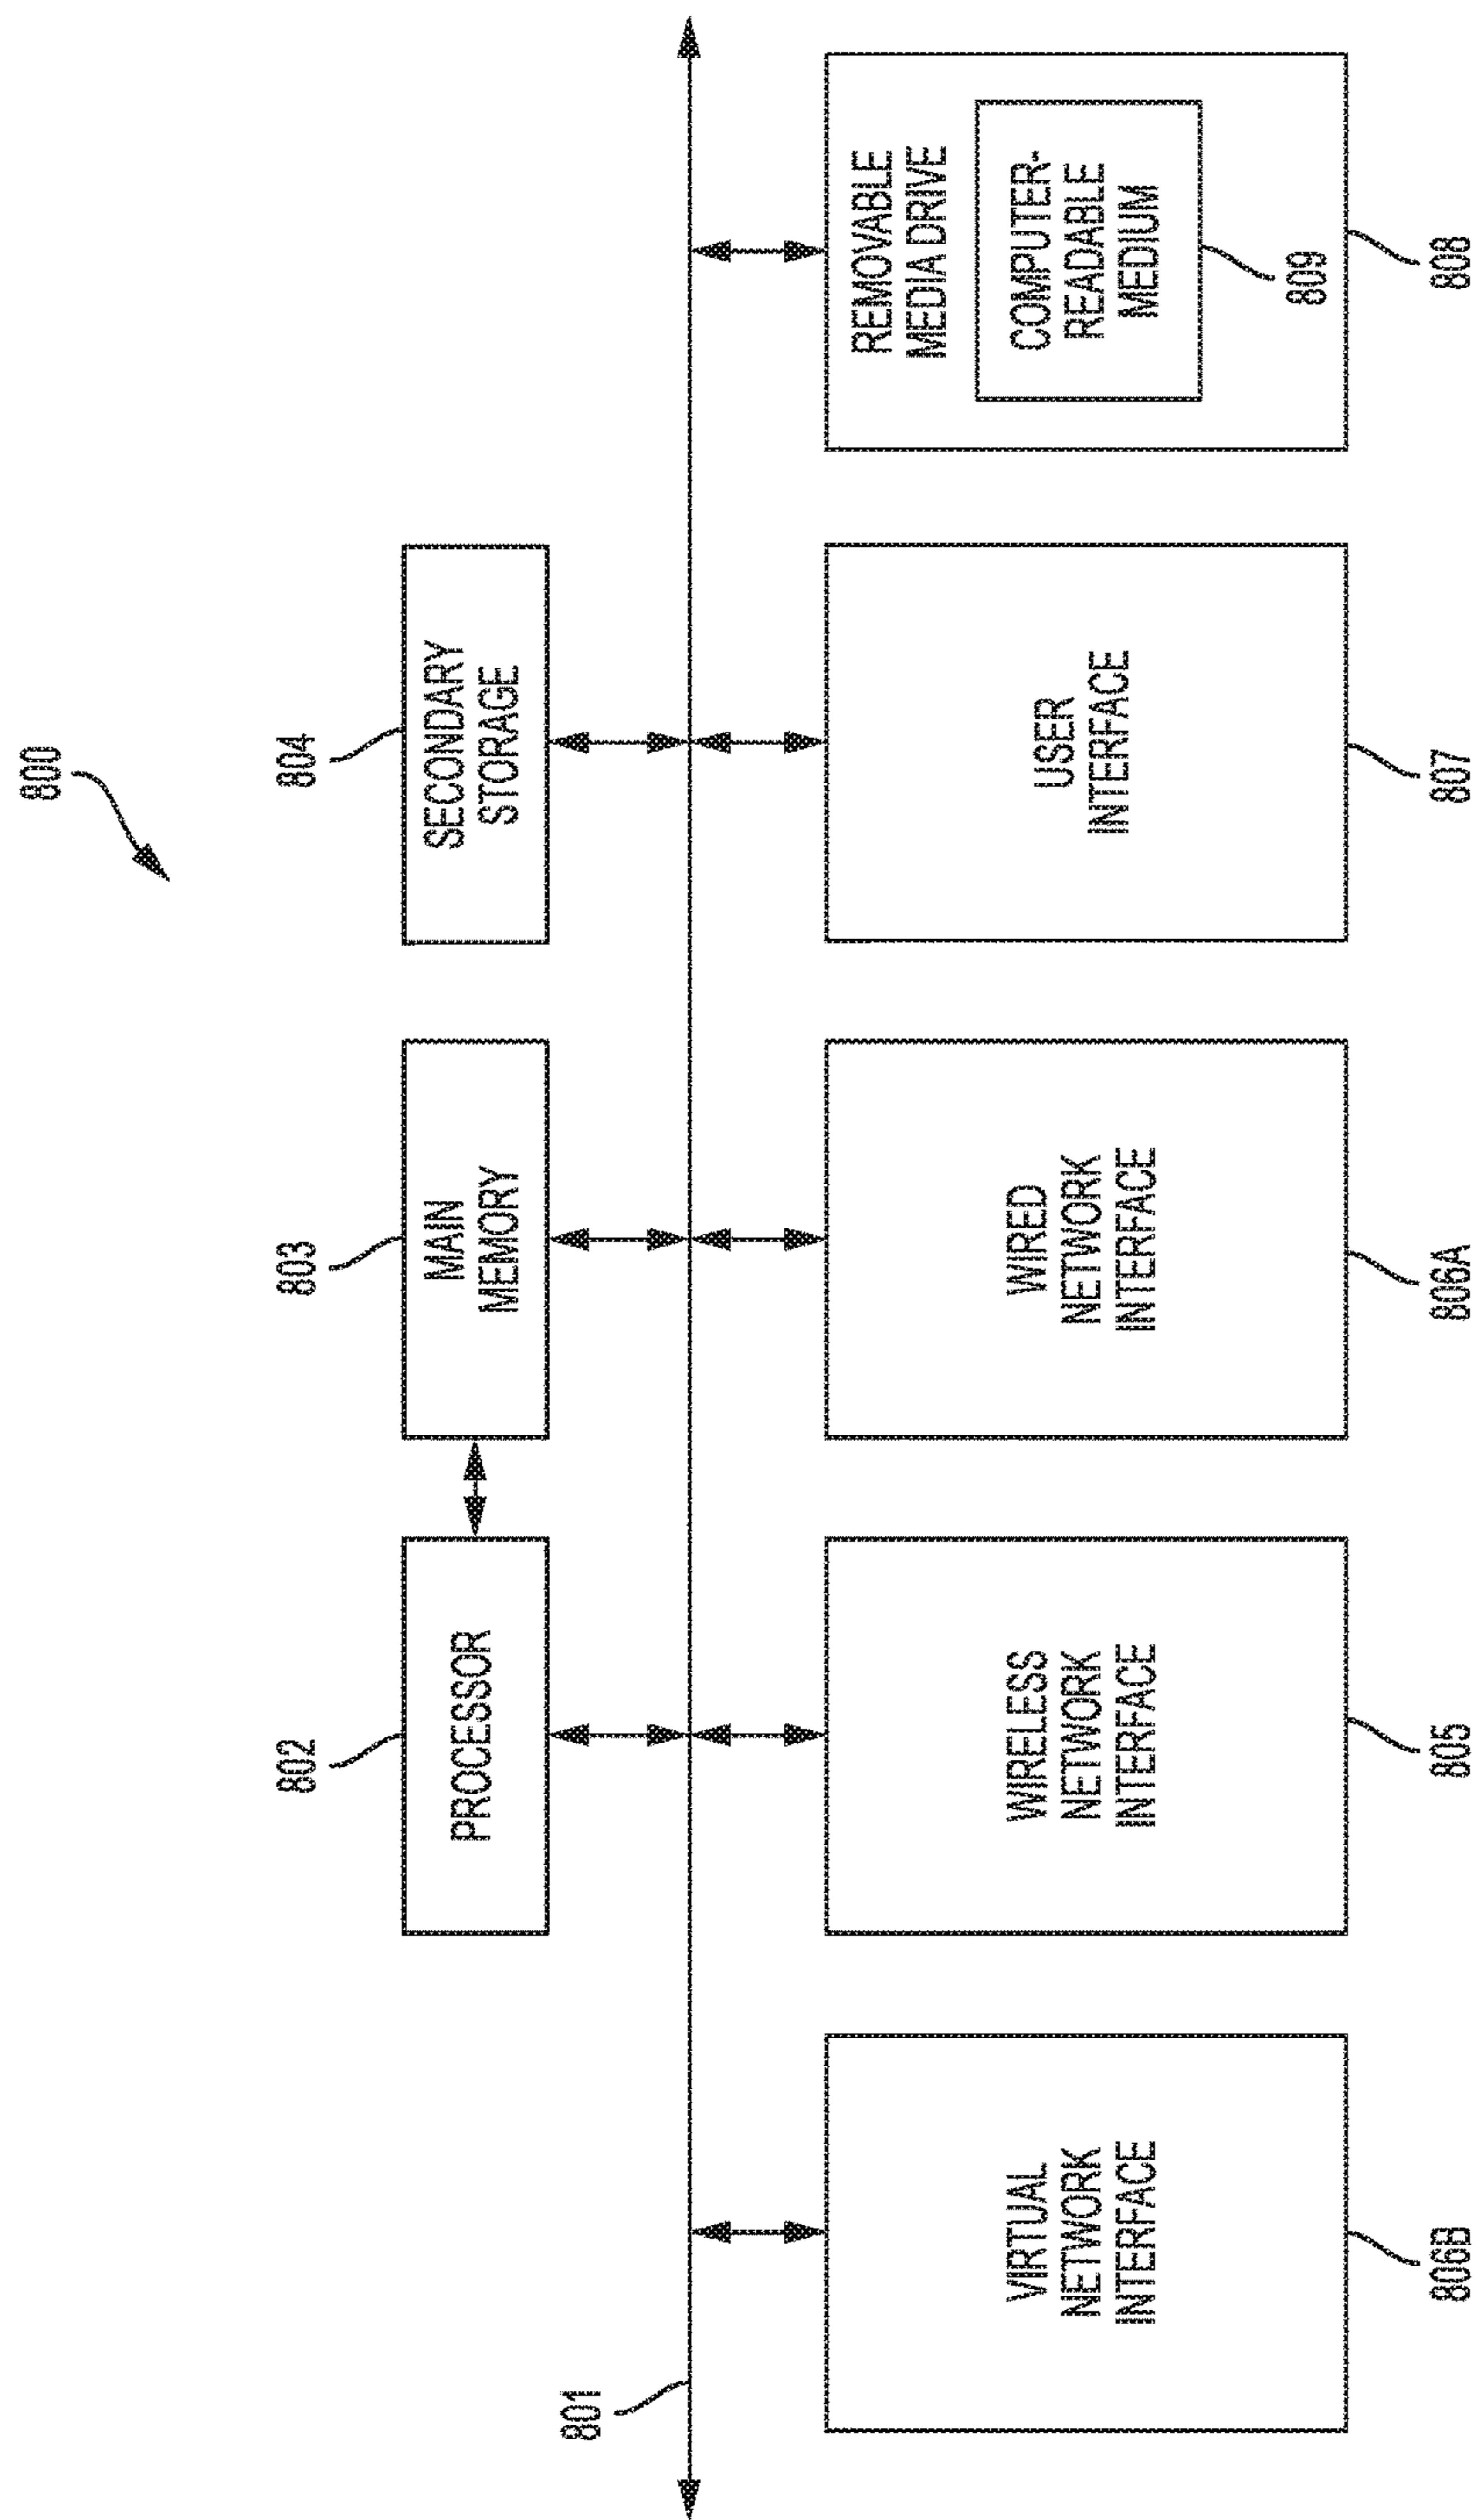 800
802
803
804
PROCESSOR
MAIN
MEMORY
SECONDARY
STORAGE
801
VIRTUAL
NETWORK
INTERFACE
WIRELESS
NETWORK
INTERFACE
WIRED
NETWORK
INTERFACE
USER
INTERFACE
REMOVABLE
MEDIA DRIVE
COMPUTER-
READABLE
MEDIUM
809
806B
805
806A
807
808